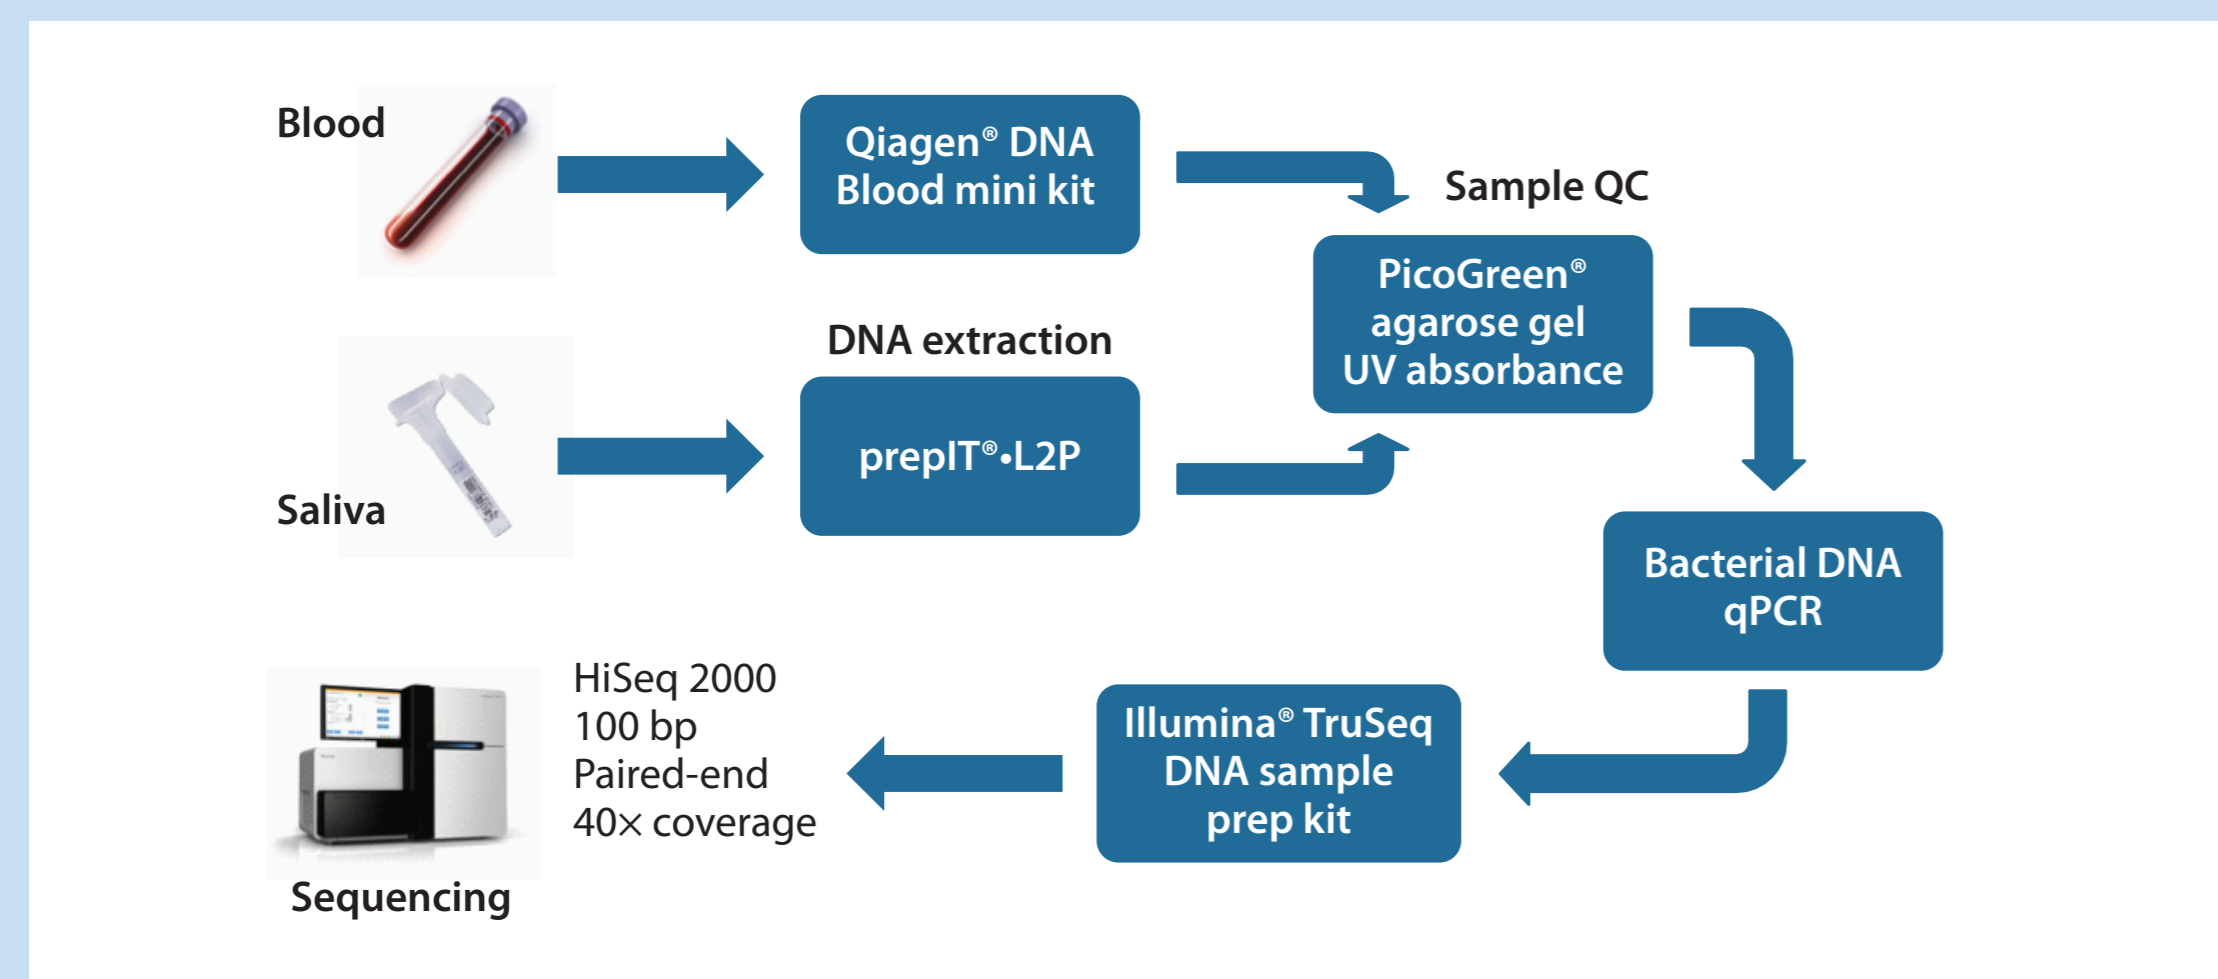 Blood
Qiagen® DNA
Blood mini kit
Sample QC
PicoGreen®
agarose gel
UV absorbance
DNA extraction
prepIT®•L2P
Saliva
Bacterial DNA
qPCR
Illumina® TruSeq
DNA sample
prep kit
HiSeq 2000
100 bp
Paired-end
40× coverage
Sequencing